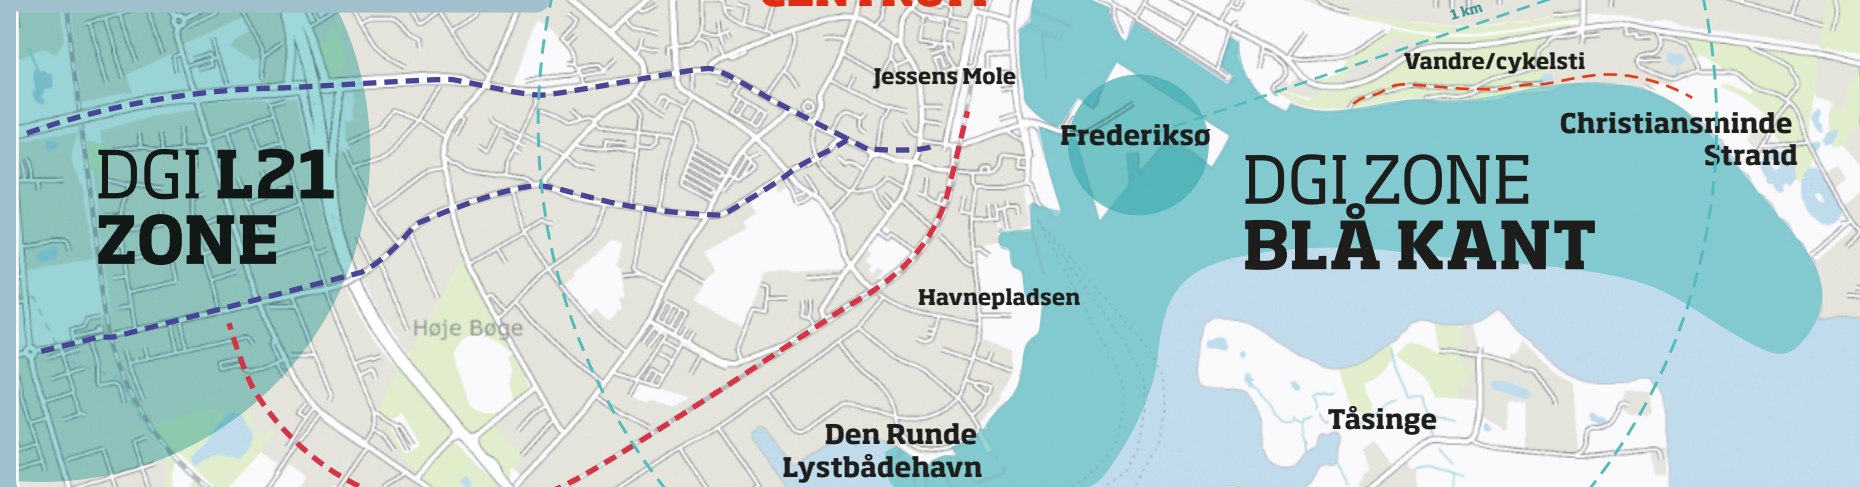 CENTRUM
1 km
Vandre/cykelsti
Jessens Mole
Christiansminde
Strand
Frederiksø
DGI L21
ZONE
DGI ZONE
BLÅ KANT
Havnepladsen
Høje Bøge
Tåsinge
Den Runde
Lystbådehavn